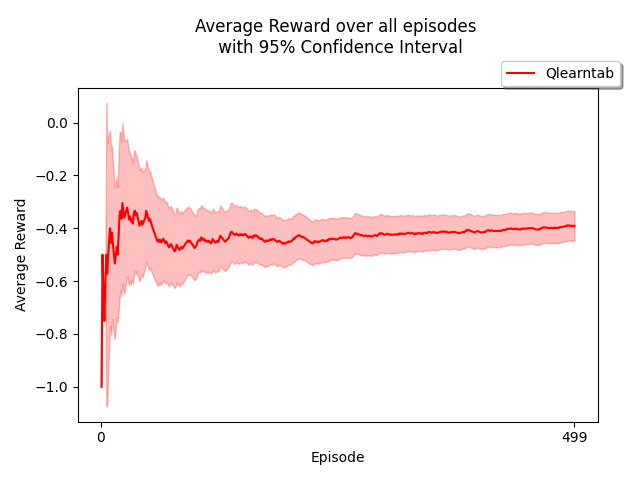 Average Reward over all episodes
with 95% Confidence Interval
Qlearntab
Average Reward
0.0
−0.2
−0.4
−0.6
−0.8
−1.0
0
499
Episode